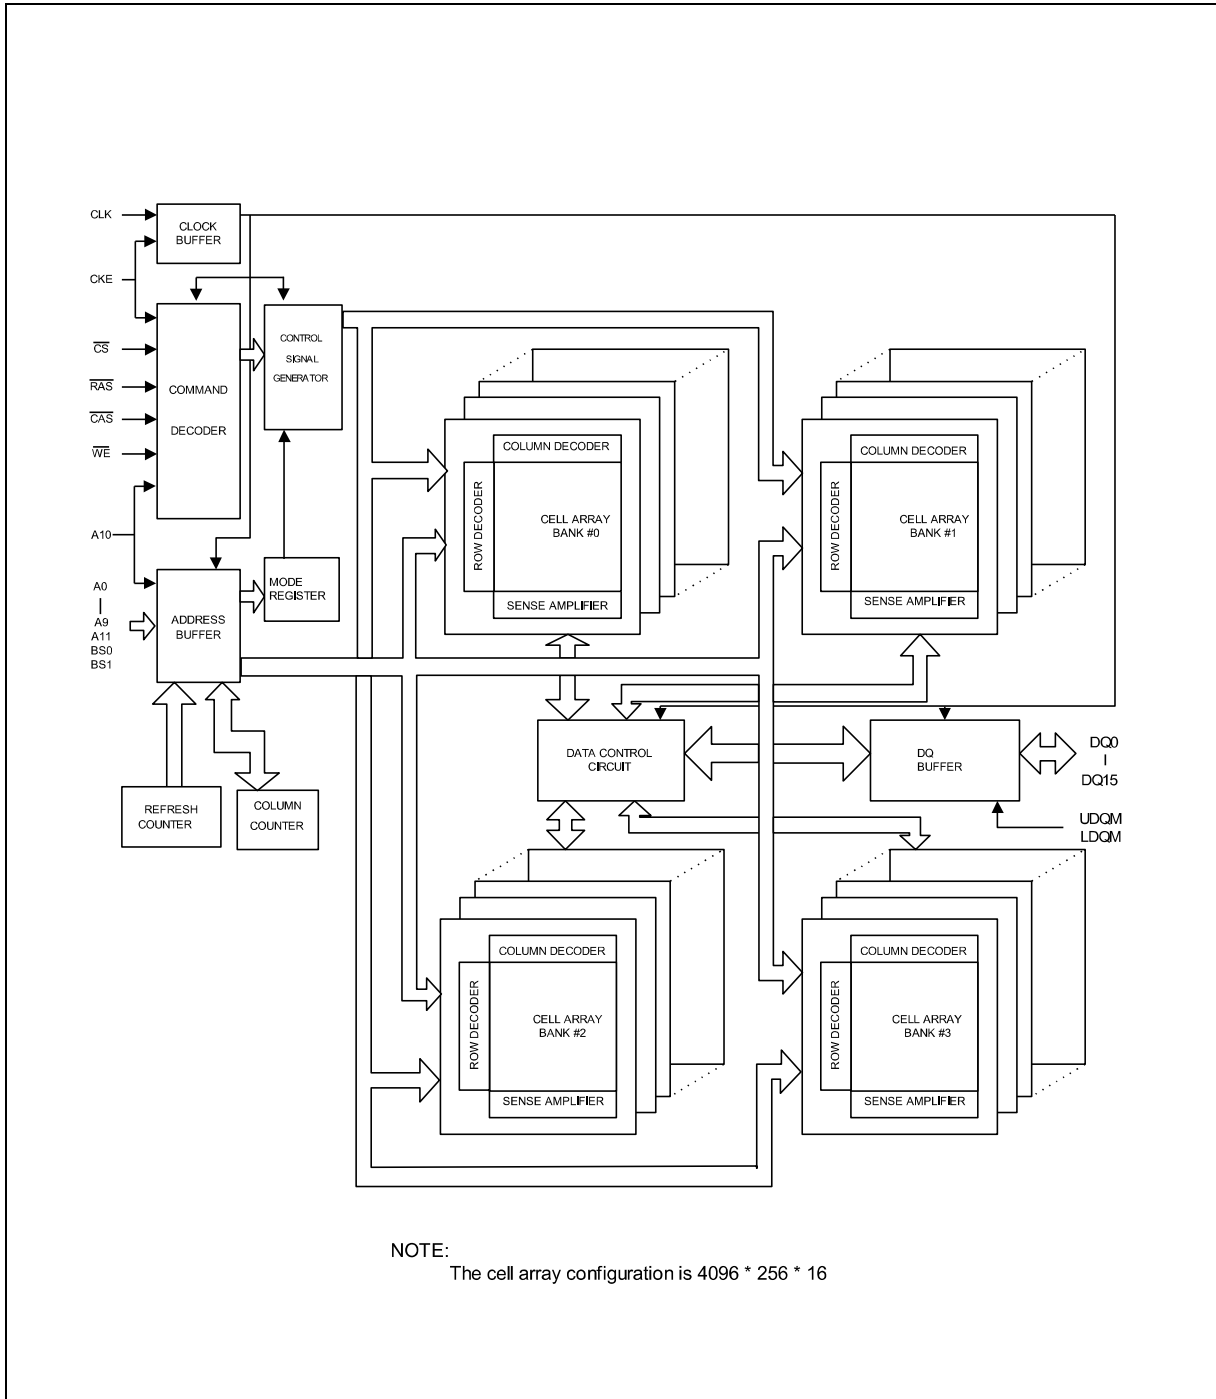 CLK
CLOCK
BUFFER
CKE
CS
RAS
CAS
WE
COMMAND
DECODER
CONTROL
SIGNAL
GENERATOR
A10
A0
A9
A11
BS0
BS1
ADDRESS
BUFFER
MODE
REGISTER
REFRESH
COUNTER
COLUMN
COUNTER
COLUMN DECODER
ROW DECODER
CELL ARRAY
BANK #0
SENSE AMPLIFIER
COLUMN DECODER
ROW DECODER
CELL ARRAY
BANK #1
SENSE AMPLIFIER
DATA CONTROL
CIRCUIT
DQ
BUFFER
DQ0
DQ15
UDQM
LDQM
COLUMN DECODER
ROW DECODER
CELL ARRAY
BANK #2
SENSE AMPLIFIER
COLUMN DECODER
ROW DECODER
CELL ARRAY
BANK #3
SENSE AMPLIFIER
NOTE:
The cell array configuration is 4096 * 256 * 16